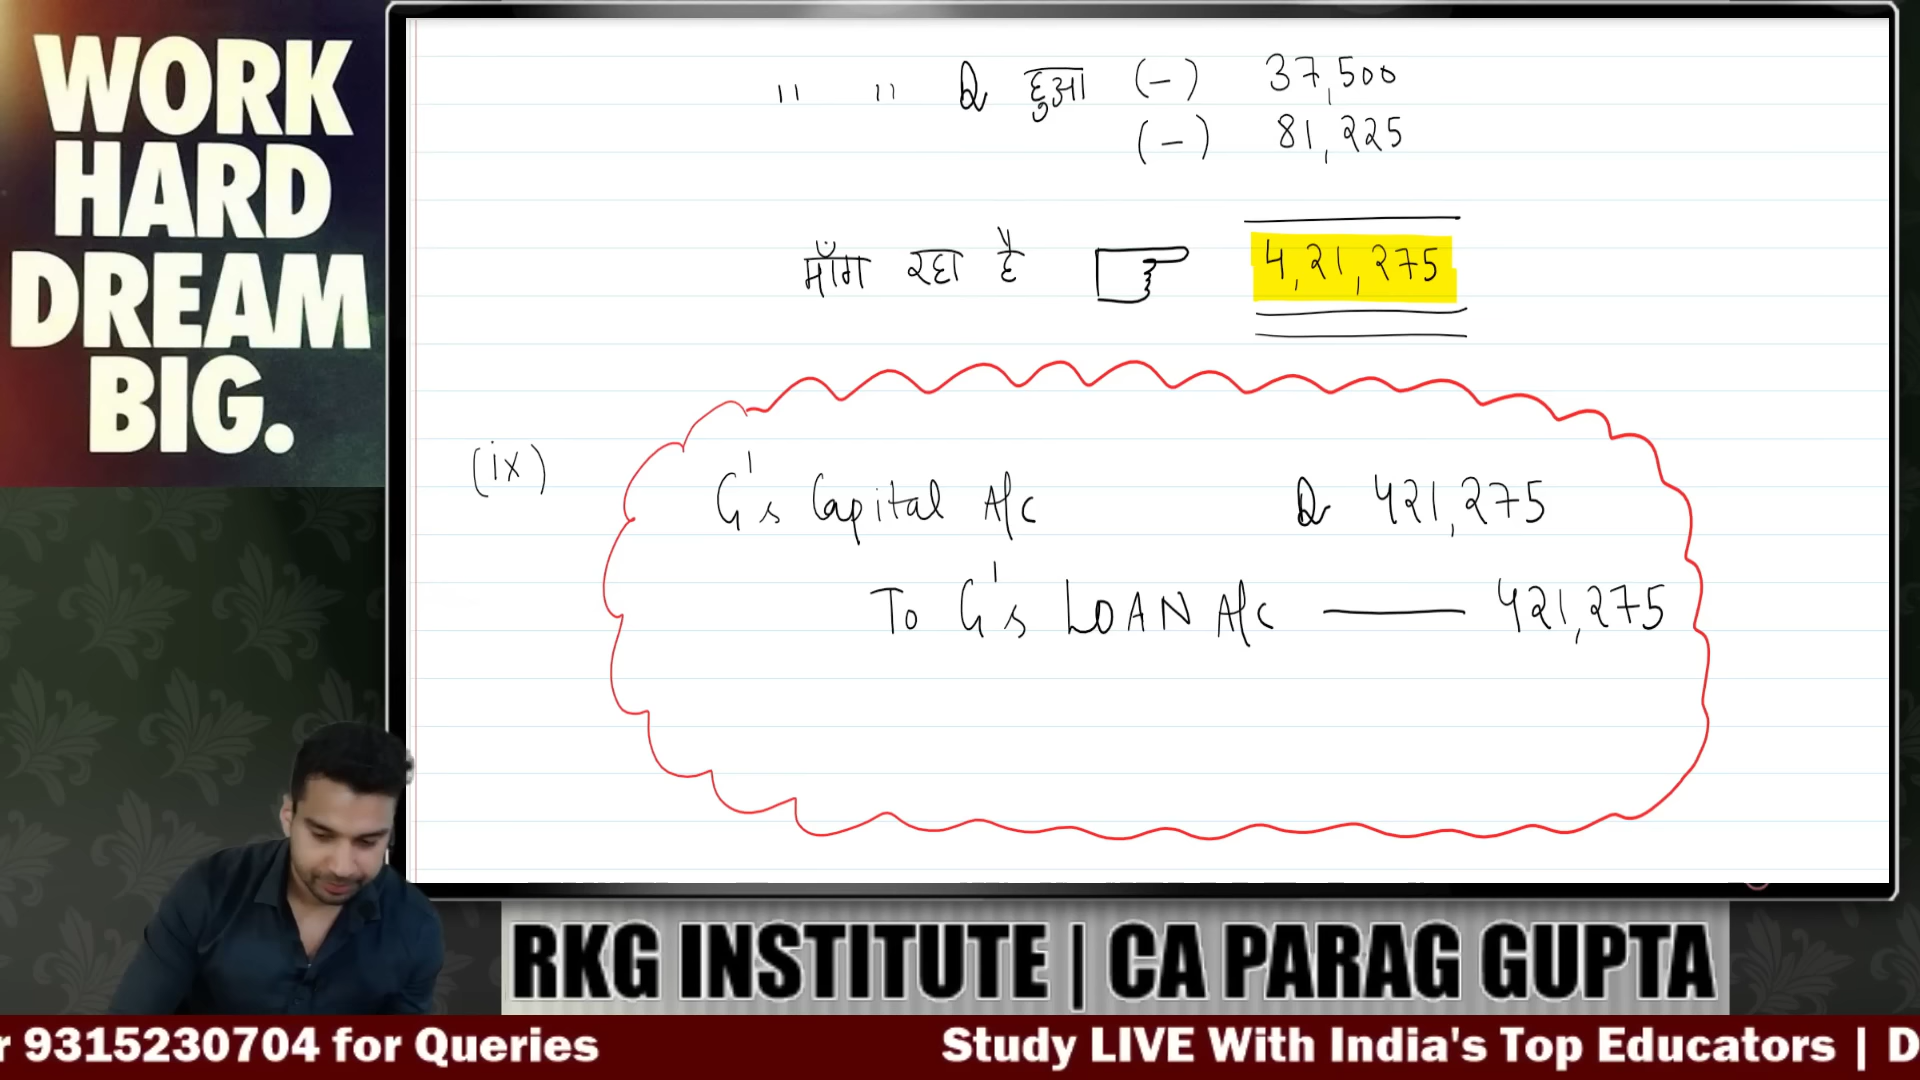 WORK
HARD
DREAM
BIG.
" " Dr हुआ (-) 37,500
(-) 81,225
माँग रहा है 4,21,275
(ix)
G's Capital A/c Dr 421,275
To G's LOAN A/c — 421,275
RKG INSTITUTE | CA PARAG GUPTA
r 9315230704 for Queries
Study LIVE With India's Top Educators | D